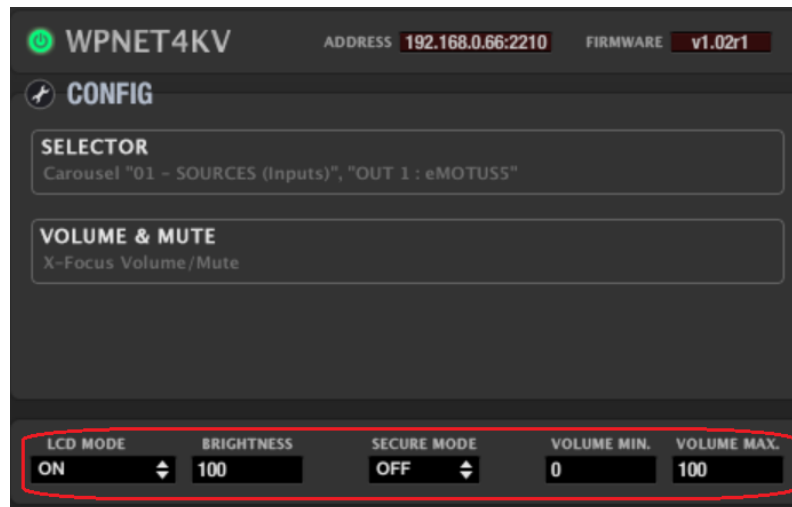 WPNET4KV ADDRESS 192.168.0.66:2210 FIRMWARE v1.02r1
CONFIG
SELECTOR
Carousel "01 – SOURCES (Inputs)", "OUT 1 : eMOTUS5"
VOLUME & MUTE
X-Focus Volume/Mute
LCD MODE BRIGHTNESS SECURE MODE VOLUME MIN. VOLUME MAX.
ON 100 OFF 0 100